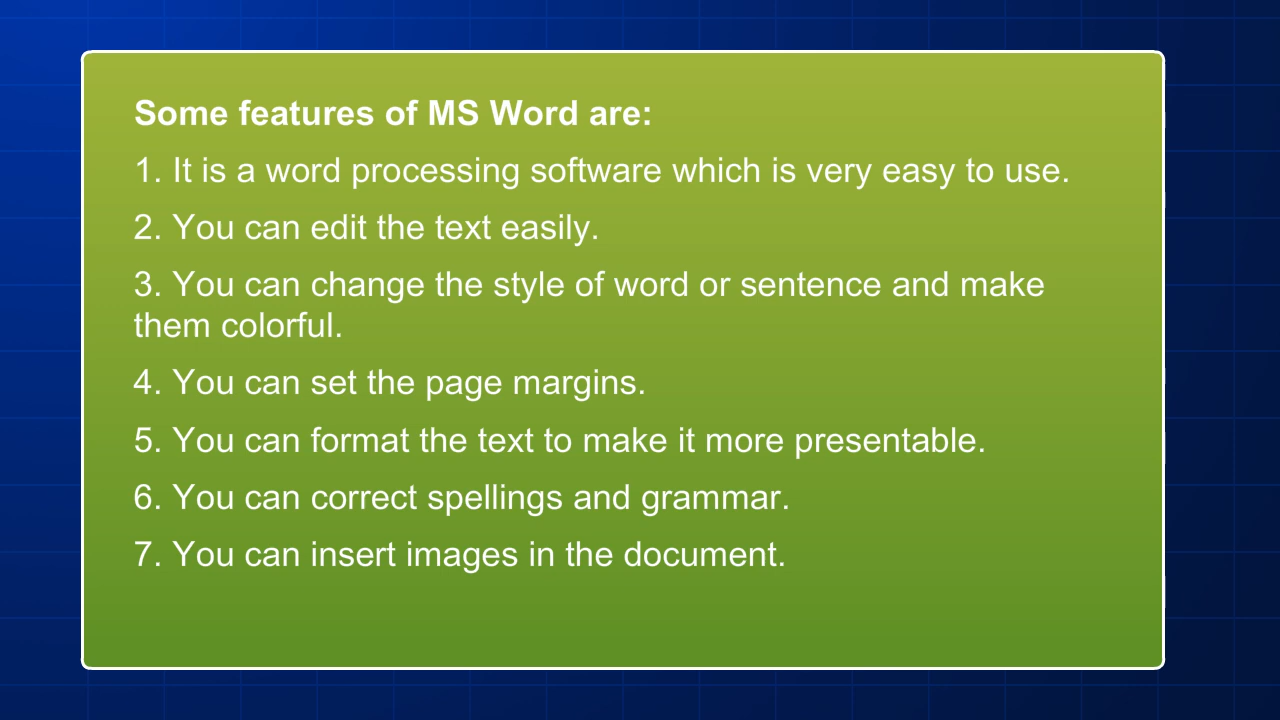 Some features of MS Word are:
1. It is a word processing software which is very easy to use.
2. You can edit the text easily.
3. You can change the style of word or sentence and make
them colorful.
4. You can set the page margins.
5. You can format the text to make it more presentable.
6. You can correct spellings and grammar.
7. You can insert images in the document.